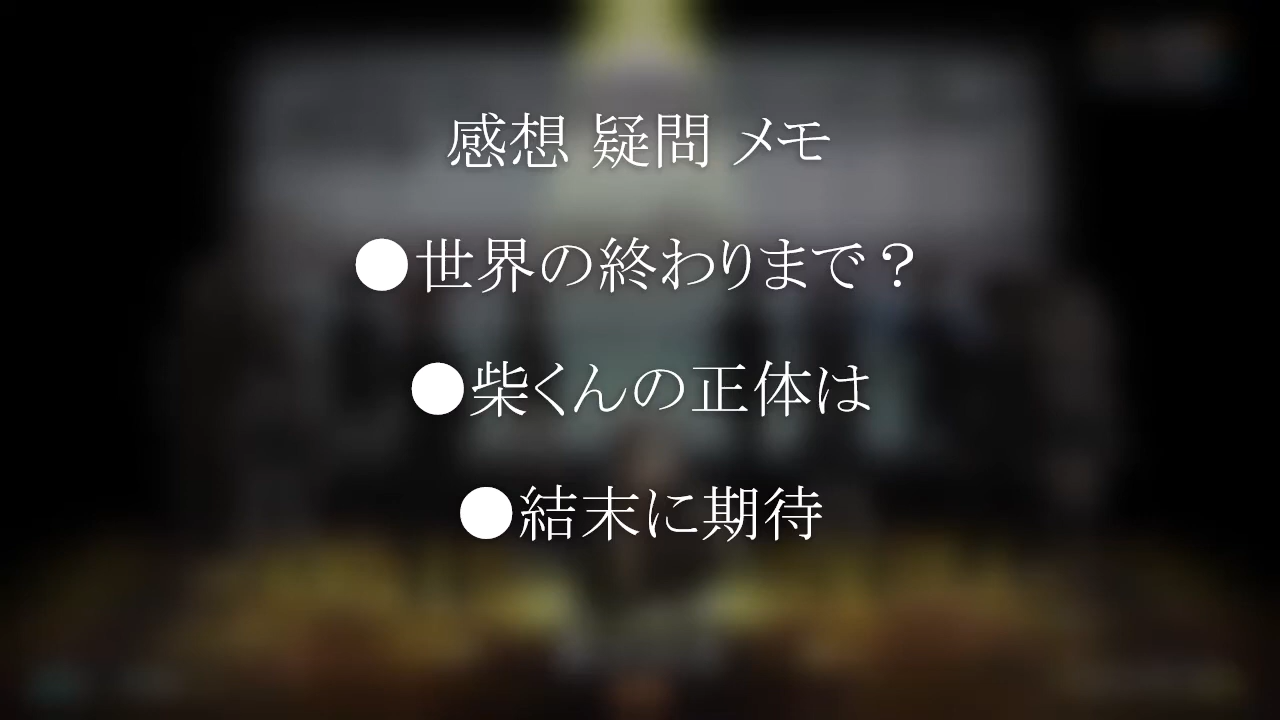 感想 疑問 メモ
●世界の終わりまで？
●柴くんの正体は
●結末に期待